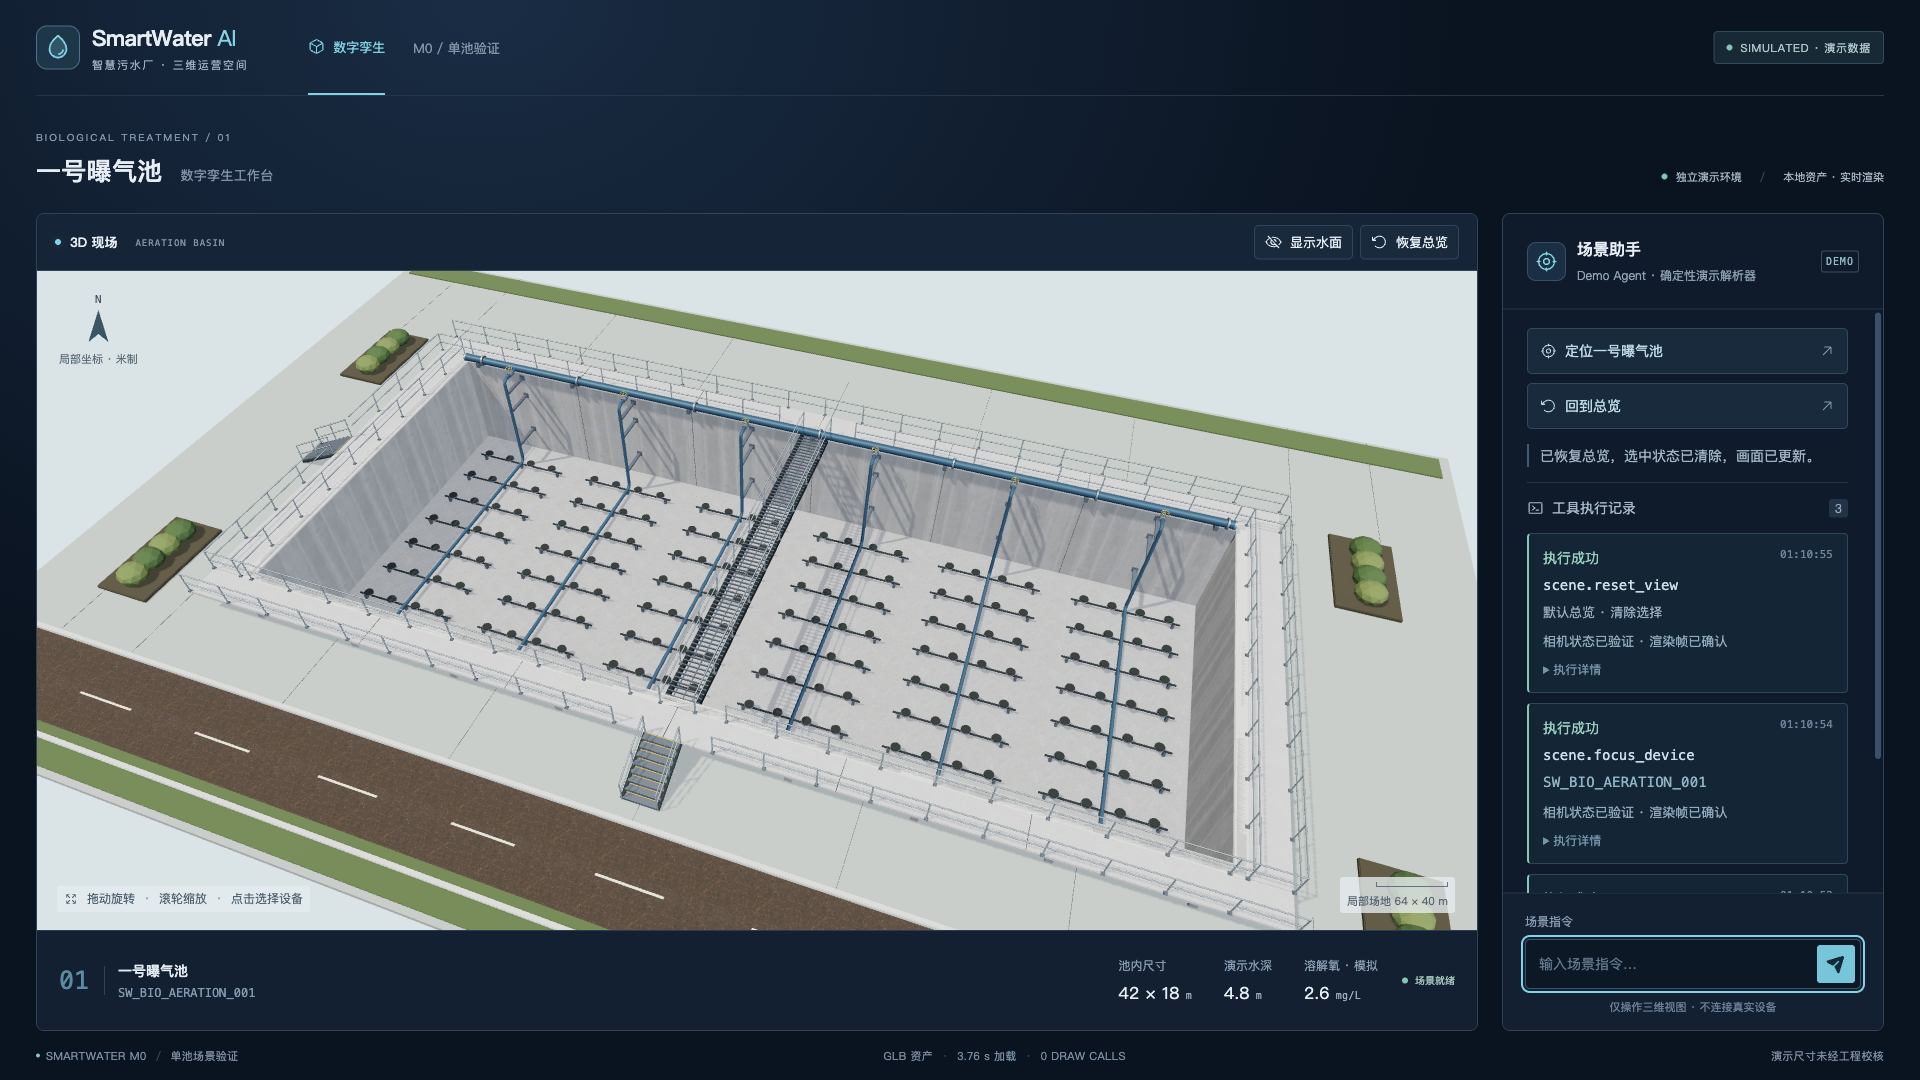 SmartWater AI
智慧污水厂 · 三维运营空间
数字孪生
M0 / 单池验证
SIMULATED · 演示数据
BIOLOGICAL TREATMENT / 01
一号曝气池
数字孪生工作台
独立演示环境 / 本地资产 · 实时渲染
3D 现场
AERATION BASIN
显示水面
恢复总览
N
局部坐标 · 米制
拖动旋转 · 滚轮缩放 · 点击选择设备
局部场地 64 × 40 m
01
一号曝气池
SW_BIO_AERATION_001
池内尺寸
42 × 18 m
演示水深
4.8 m
溶解氧 · 模拟
2.6 mg/L
场景就绪
场景助手
Demo Agent · 确定性演示解析器
DEMO
定位一号曝气池
回到总览
已恢复总览，选中状态已清除，画面已更新。
工具执行记录
3
执行成功
01:10:55
scene.reset_view
默认总览 · 清除选择
相机状态已验证 · 渲染帧已确认
执行详情
执行成功
01:10:54
scene.focus_device
SW_BIO_AERATION_001
相机状态已验证 · 渲染帧已确认
执行详情
场景指令
输入场景指令...
仅操作三维视图 · 不连接真实设备
SMARTWATER M0 / 单池场景验证
GLB 资产 · 3.76 s 加载 · 0 DRAW CALLS
演示尺寸未经工程校核